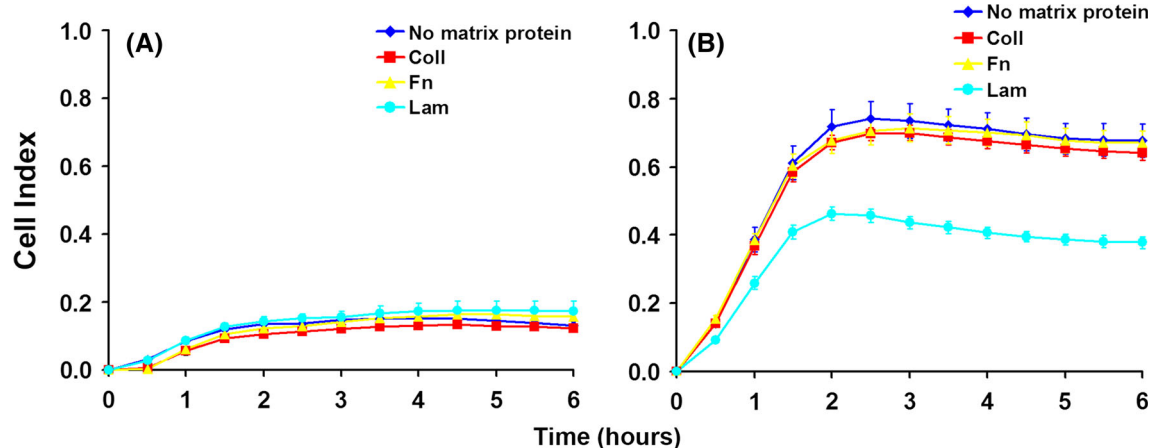 (A)
No matrix protein
Coll
Fn
Lam
Cell Index
1.0
0.8
0.6
0.4
0.2
0.0
0 1 2 3 4 5 6
(B)
No matrix protein
Coll
Fn
Lam
1.0
0.8
0.6
0.4
0.2
0.0
0 1 2 3 4 5 6
Time (hours)